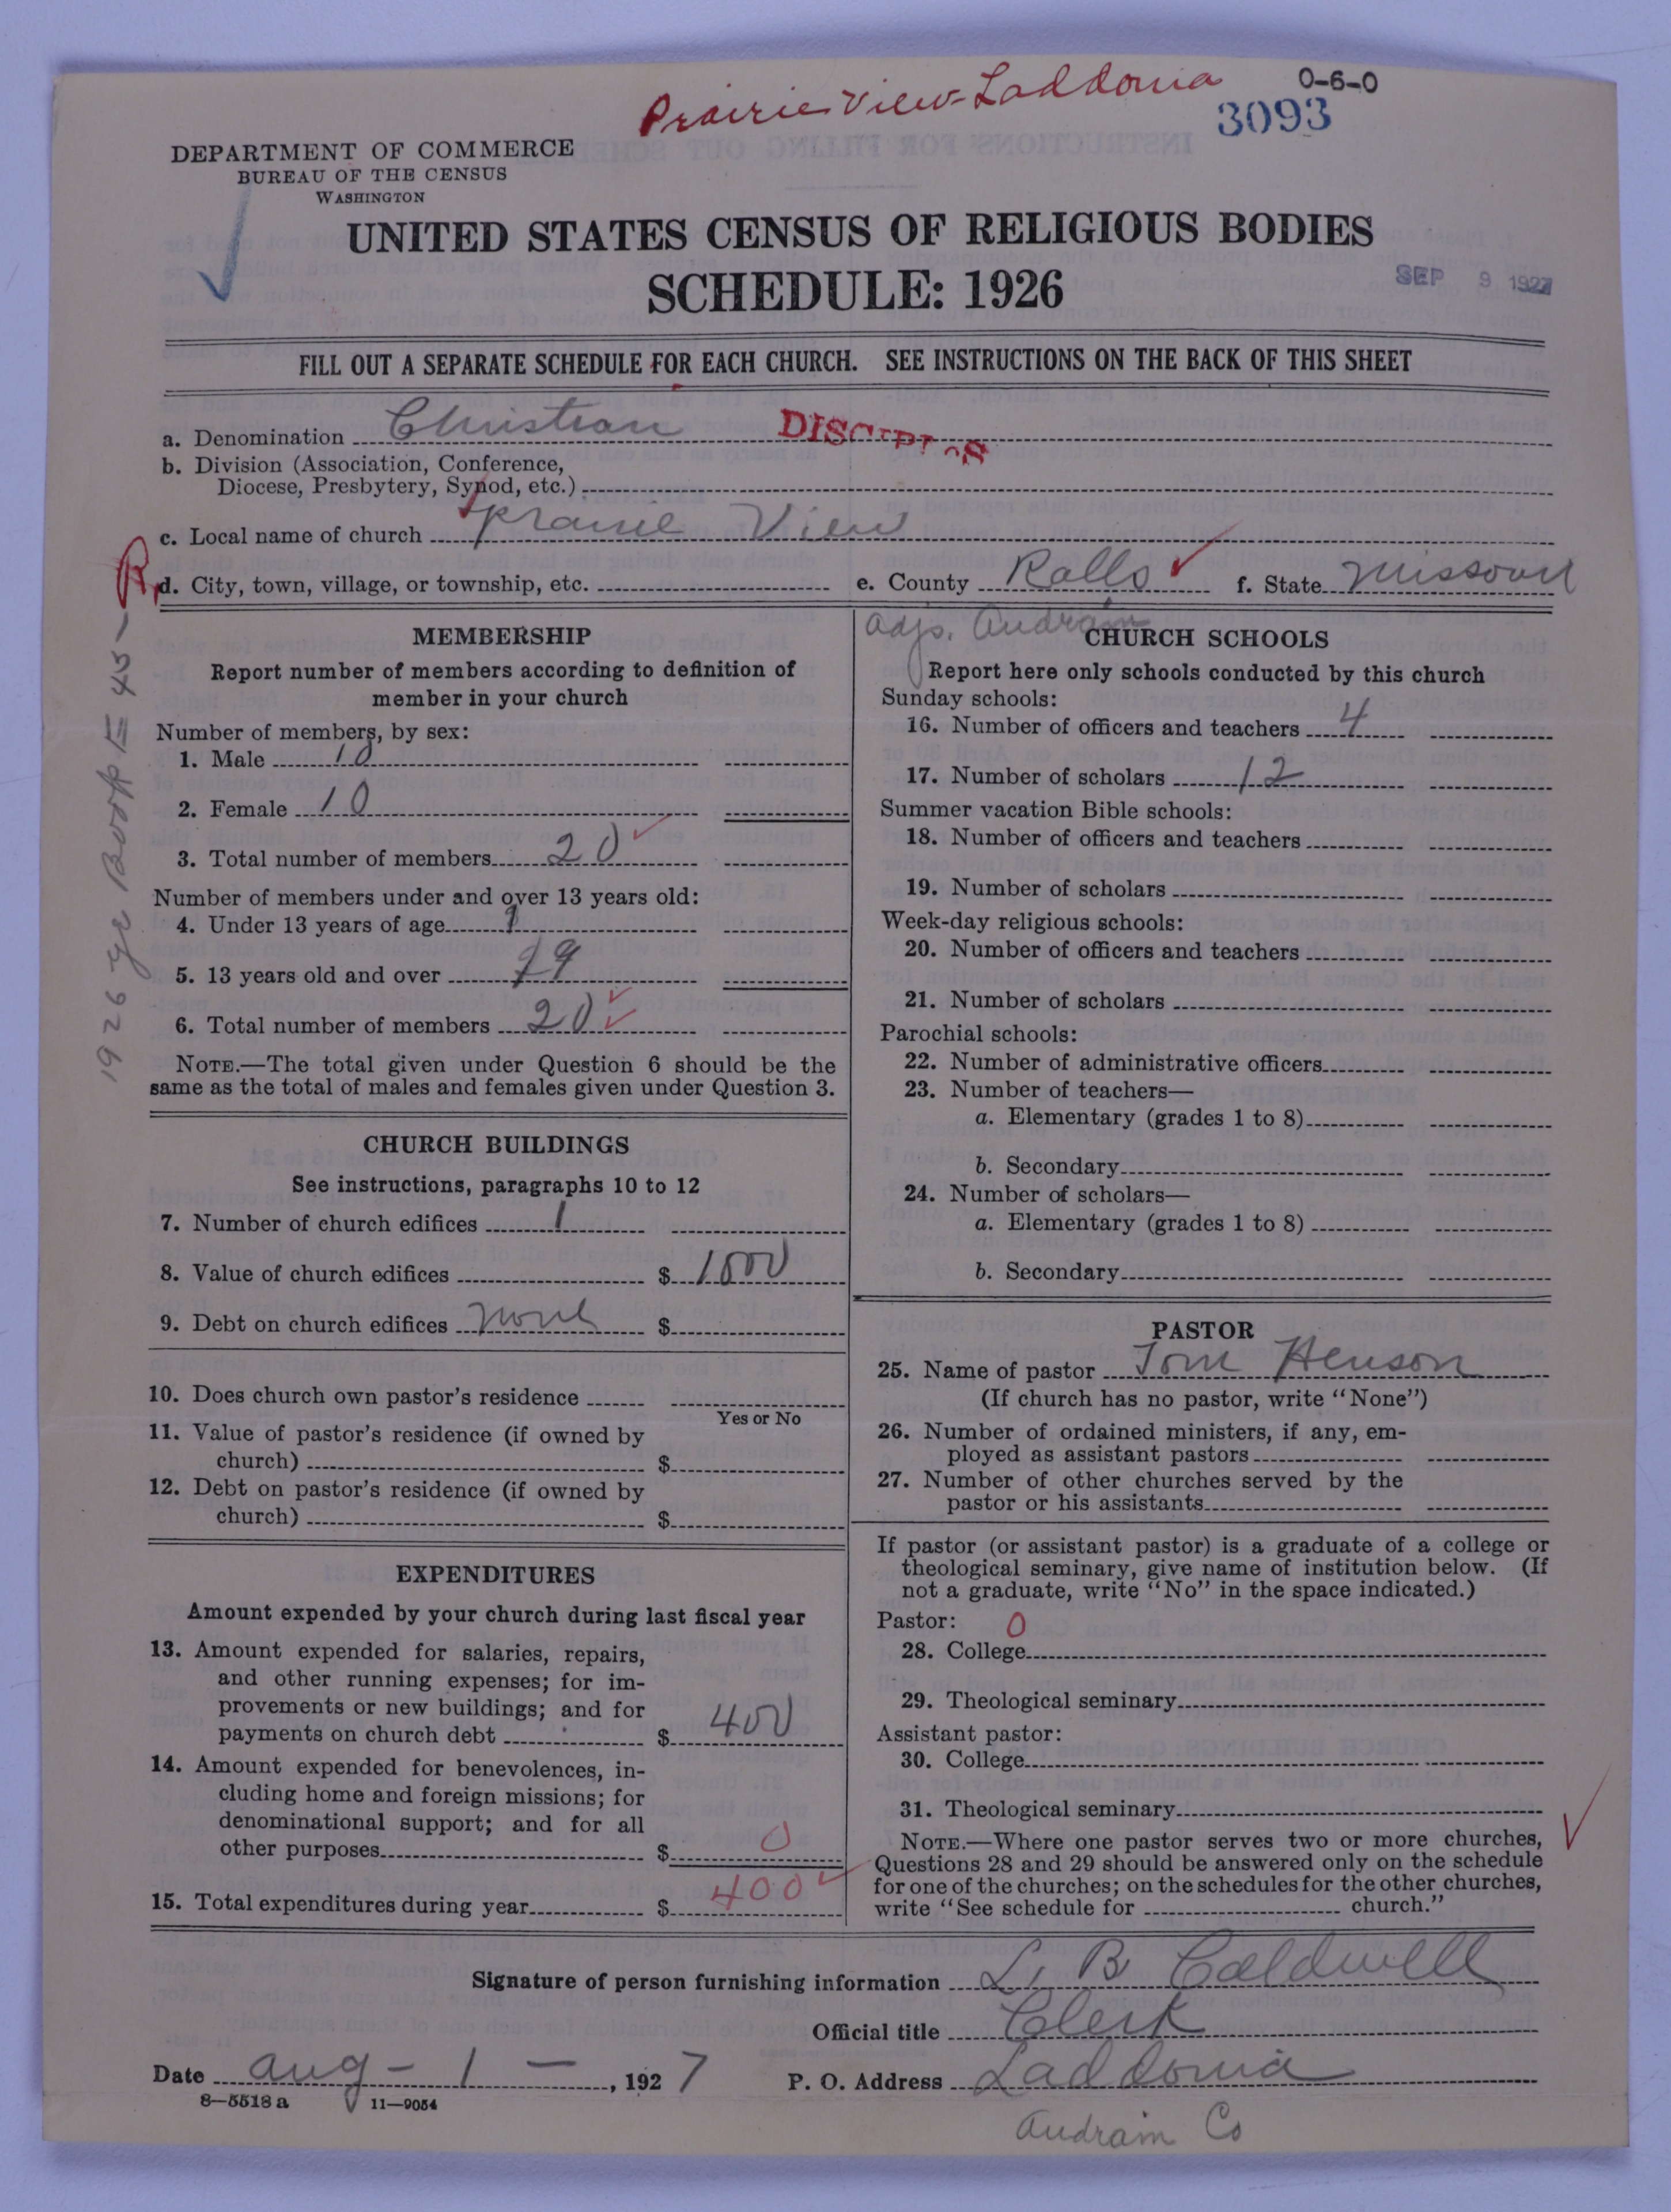 Prairie View-Laddonia
0-6-0
3093
DEPARTMENT OF COMMERCE
BUREAU OF THE CENSUS
WASHINGTON
UNITED STATES CENSUS OF RELIGIOUS BODIES
SCHEDULE: 1926
SEP 9 1927
FILL OUT A SEPARATE SCHEDULE FOR EACH CHURCH. SEE INSTRUCTIONS ON THE BACK OF THIS SHEET
a. Denomination Christian DISCIPLES
b. Division (Association, Conference,
Diocese, Presbytery, Synod, etc.)
c. Local name of church Prairie View
R d. City, town, village, or township, etc. e. County Ralls f. State Missouri
adj. Audrain
1926 Yr Book E 45-
MEMBERSHIP
Report number of members according to definition of
member in your church
Number of members, by sex:
1. Male 10
2. Female 10
3. Total number of members 20
Number of members under and over 13 years old:
4. Under 13 years of age 1
5. 13 years old and over 19
6. Total number of members 20
NOTE.—The total given under Question 6 should be the
same as the total of males and females given under Question 3.
CHURCH BUILDINGS
See instructions, paragraphs 10 to 12
7. Number of church edifices 1
8. Value of church edifices $ 1000
9. Debt on church edifices none $
10. Does church own pastor's residence
Yes or No
11. Value of pastor's residence (if owned by
church) $
12. Debt on pastor's residence (if owned by
church) $
EXPENDITURES
Amount expended by your church during last fiscal year
13. Amount expended for salaries, repairs,
and other running expenses; for im-
provements or new buildings; and for
payments on church debt $ 400
14. Amount expended for benevolences, in-
cluding home and foreign missions; for
denominational support; and for all
other purposes $ 0
15. Total expenditures during year $ 400
CHURCH SCHOOLS
Report here only schools conducted by this church
Sunday schools:
16. Number of officers and teachers 4
17. Number of scholars 12
Summer vacation Bible schools:
18. Number of officers and teachers
19. Number of scholars
Week-day religious schools:
20. Number of officers and teachers
21. Number of scholars
Parochial schools:
22. Number of administrative officers
23. Number of teachers—
a. Elementary (grades 1 to 8)
b. Secondary
24. Number of scholars—
a. Elementary (grades 1 to 8)
b. Secondary
PASTOR
25. Name of pastor Tom Henson
(If church has no pastor, write "None")
26. Number of ordained ministers, if any, em-
ployed as assistant pastors
27. Number of other churches served by the
pastor or his assistants
If pastor (or assistant pastor) is a graduate of a college or
theological seminary, give name of institution below. (If
not a graduate, write "No" in the space indicated.)
Pastor: 0
28. College
29. Theological seminary
Assistant pastor:
30. College
31. Theological seminary
NOTE.—Where one pastor serves two or more churches,
Questions 28 and 29 should be answered only on the schedule
for one of the churches; on the schedules for the other churches,
write "See schedule for church."
Signature of person furnishing information L. B Caldwell
Official title Clerk
Date Aug - 1 - , 1927 P. O. Address Laddonia
8—5518 a 11—9054
Audrain Co